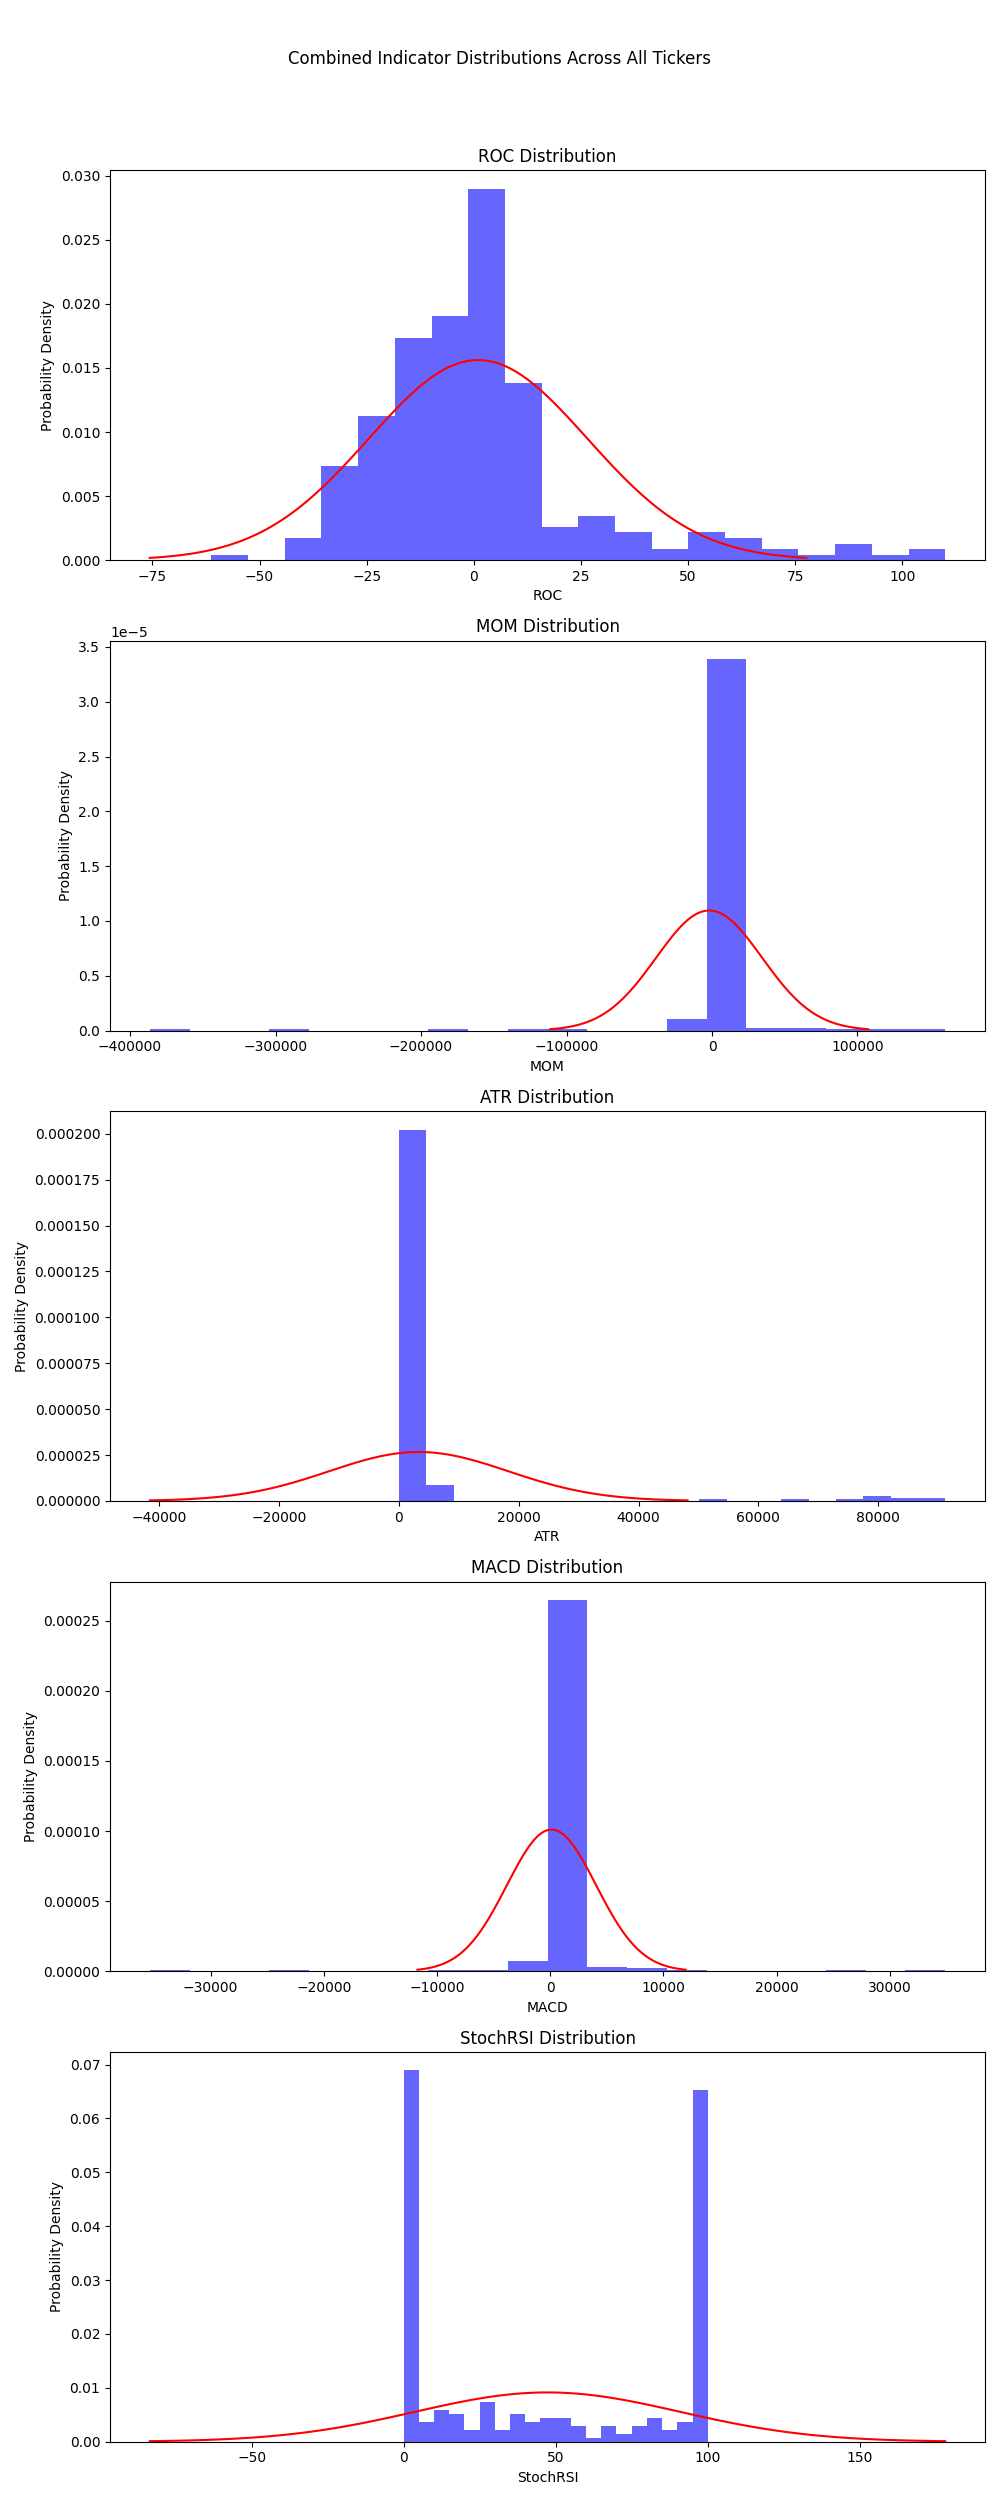 Combined Indicator Distributions Across All Tickers
ROC Distribution
0.030
0.025
0.020
0.015
0.010
0.005
0.000
Probability Density
−75 −50 −25 0 25 50 75 100
ROC
MOM Distribution
1e−5
3.5
3.0
2.5
2.0
1.5
1.0
0.5
0.0
Probability Density
−400000 −300000 −200000 −100000 0 100000
MOM
ATR Distribution
0.000200
0.000175
0.000150
0.000125
0.000100
0.000075
0.000050
0.000025
0.000000
Probability Density
−40000 −20000 0 20000 40000 60000 80000
ATR
MACD Distribution
0.00025
0.00020
0.00015
0.00010
0.00005
0.00000
Probability Density
−30000 −20000 −10000 0 10000 20000 30000
MACD
StochRSI Distribution
0.07
0.06
0.05
0.04
0.03
0.02
0.01
0.00
Probability Density
−50 0 50 100 150
StochRSI